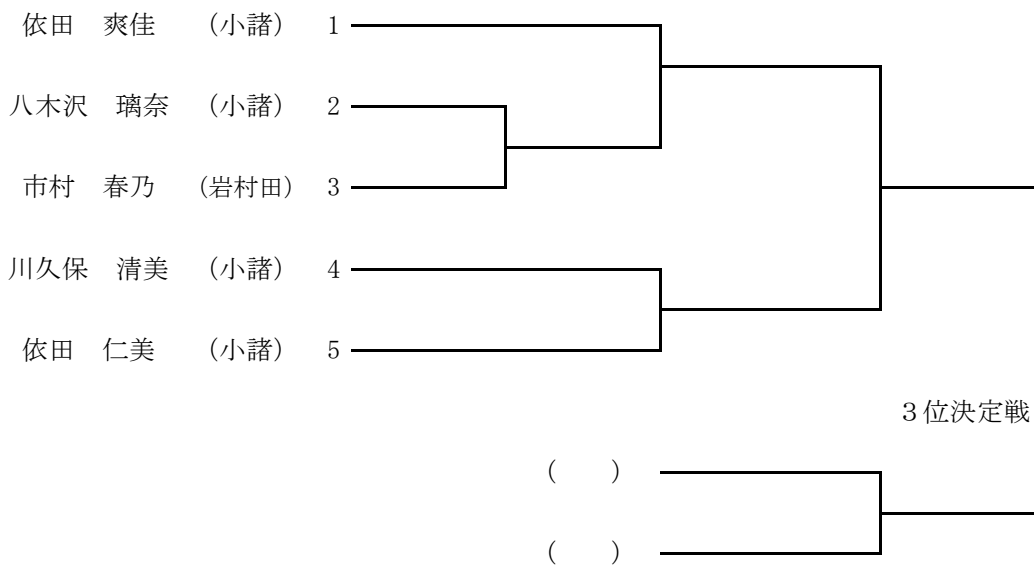 依田　爽佳　（小諸）　1
八木沢　璃奈　（小諸）　2
市村　春乃　（岩村田）　3
川久保　清美　（小諸）　4
依田　仁美　（小諸）　5
３位決定戦
（　　）
（　　）